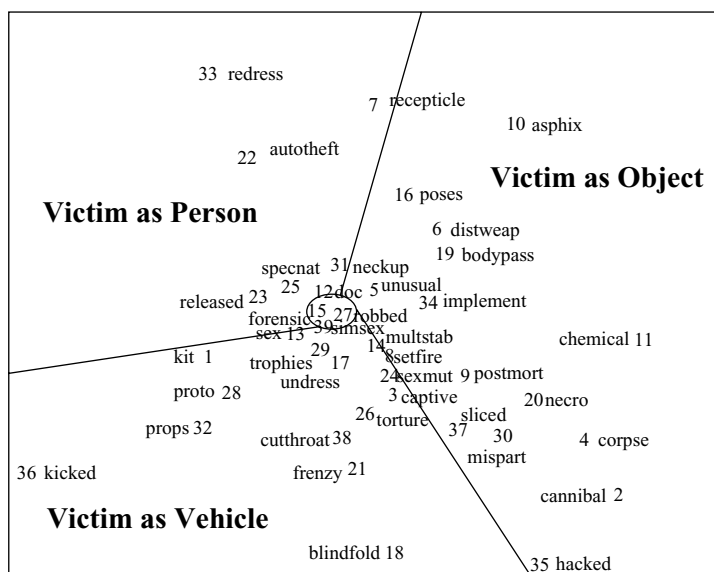 33 redress
7 recepticle
10 asphix
autotheft
22
Victim as Object
16 poses
Victim as Person
6 distweap
19 bodypass
specnat 31 neckup
25 12 doc 5 unusual
released 23 34 implement
forensic 15 27 robbed
sex 13 39 simsex
chemical 11
14 multstab
kit 1 29 8 setfire
trophies 17
undress 24 sexmut 9 postmort
proto 28 3 captive
20 necro
26 torture sliced
props 32 37 30
cutthroat 38 4 corpse
mispart
36 kicked frenzy 21
cannibal 2
Victim as Vehicle
blindfold 18
35 hacked